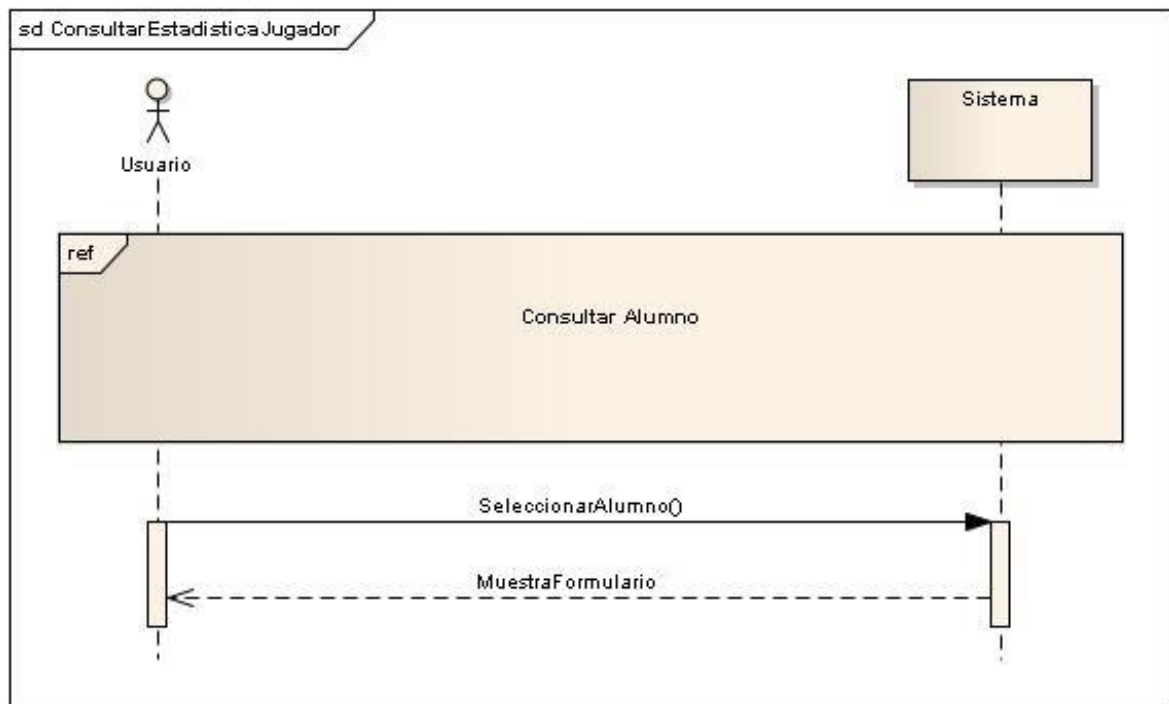 sd ConsultarEstadisticaJugador
Usuario
Sistema
ref
Consultar Alumno
SeleccionarAlumno()
MuestraFormulario